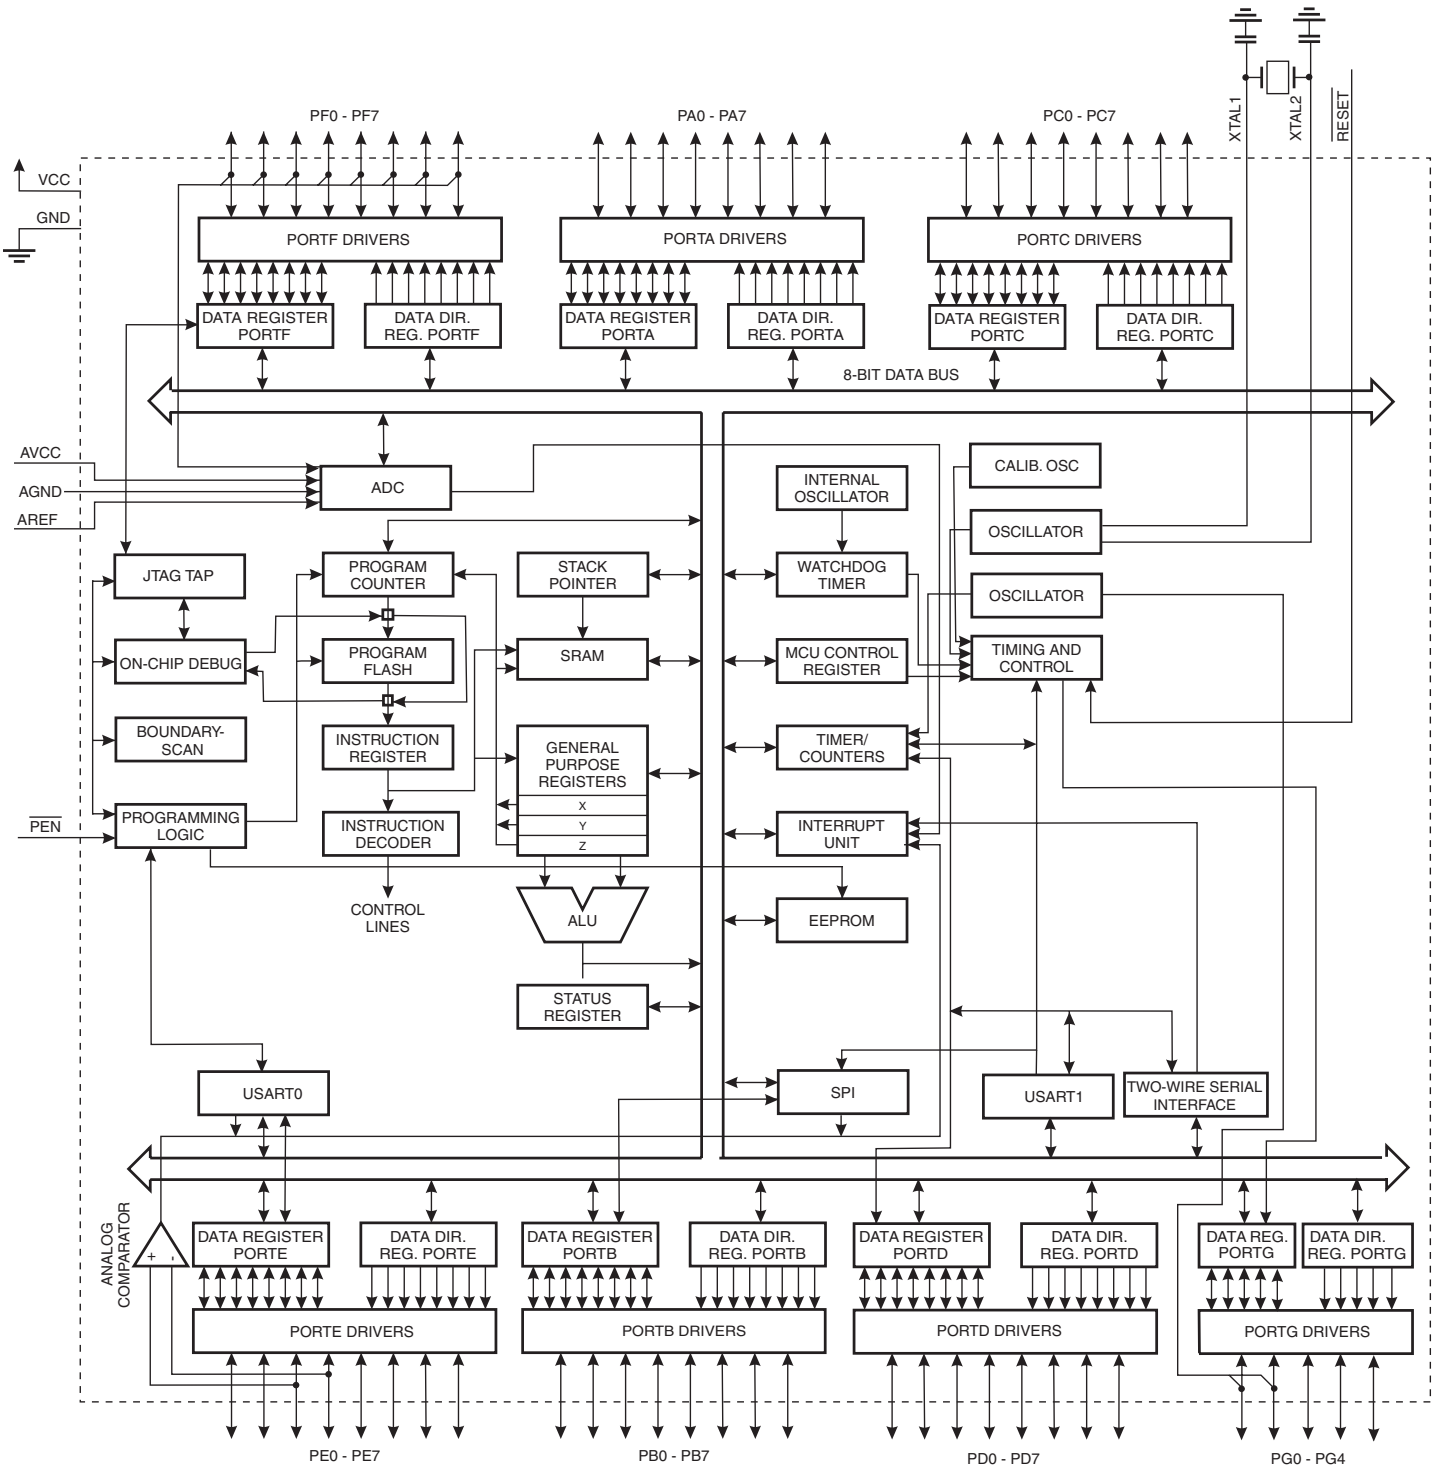 XTAL1
XTAL2
RESET
PF0 - PF7
PA0 - PA7
PC0 - PC7
VCC
GND
PORTF DRIVERS
PORTA DRIVERS
PORTC DRIVERS
DATA REGISTER
PORTF
DATA DIR.
REG. PORTF
DATA REGISTER
PORTA
DATA DIR.
REG. PORTA
DATA REGISTER
PORTC
DATA DIR.
REG. PORTC
8-BIT DATA BUS
AVCC
AGND
AREF
ADC
INTERNAL
OSCILLATOR
CALIB. OSC
OSCILLATOR
JTAG TAP
PROGRAM
COUNTER
STACK
POINTER
WATCHDOG
TIMER
OSCILLATOR
ON-CHIP DEBUG
PROGRAM
FLASH
SRAM
MCU CONTROL
REGISTER
TIMING AND
CONTROL
BOUNDARY-
SCAN
INSTRUCTION
REGISTER
GENERAL
PURPOSE
REGISTERS
X
Y
Z
TIMER/
COUNTERS
PEN
PROGRAMMING
LOGIC
INSTRUCTION
DECODER
INTERRUPT
UNIT
CONTROL
LINES
ALU
EEPROM
STATUS
REGISTER
USART0
SPI
USART1
TWO-WIRE SERIAL
INTERFACE
ANALOG
COMPARATOR
+
-
DATA REGISTER
PORTE
DATA DIR.
REG. PORTE
DATA REGISTER
PORTB
DATA DIR.
REG. PORTB
DATA REGISTER
PORTD
DATA DIR.
REG. PORTD
DATA REG.
PORTG
DATA DIR.
REG. PORTG
PORTE DRIVERS
PORTB DRIVERS
PORTD DRIVERS
PORTG DRIVERS
PE0 - PE7
PB0 - PB7
PD0 - PD7
PG0 - PG4